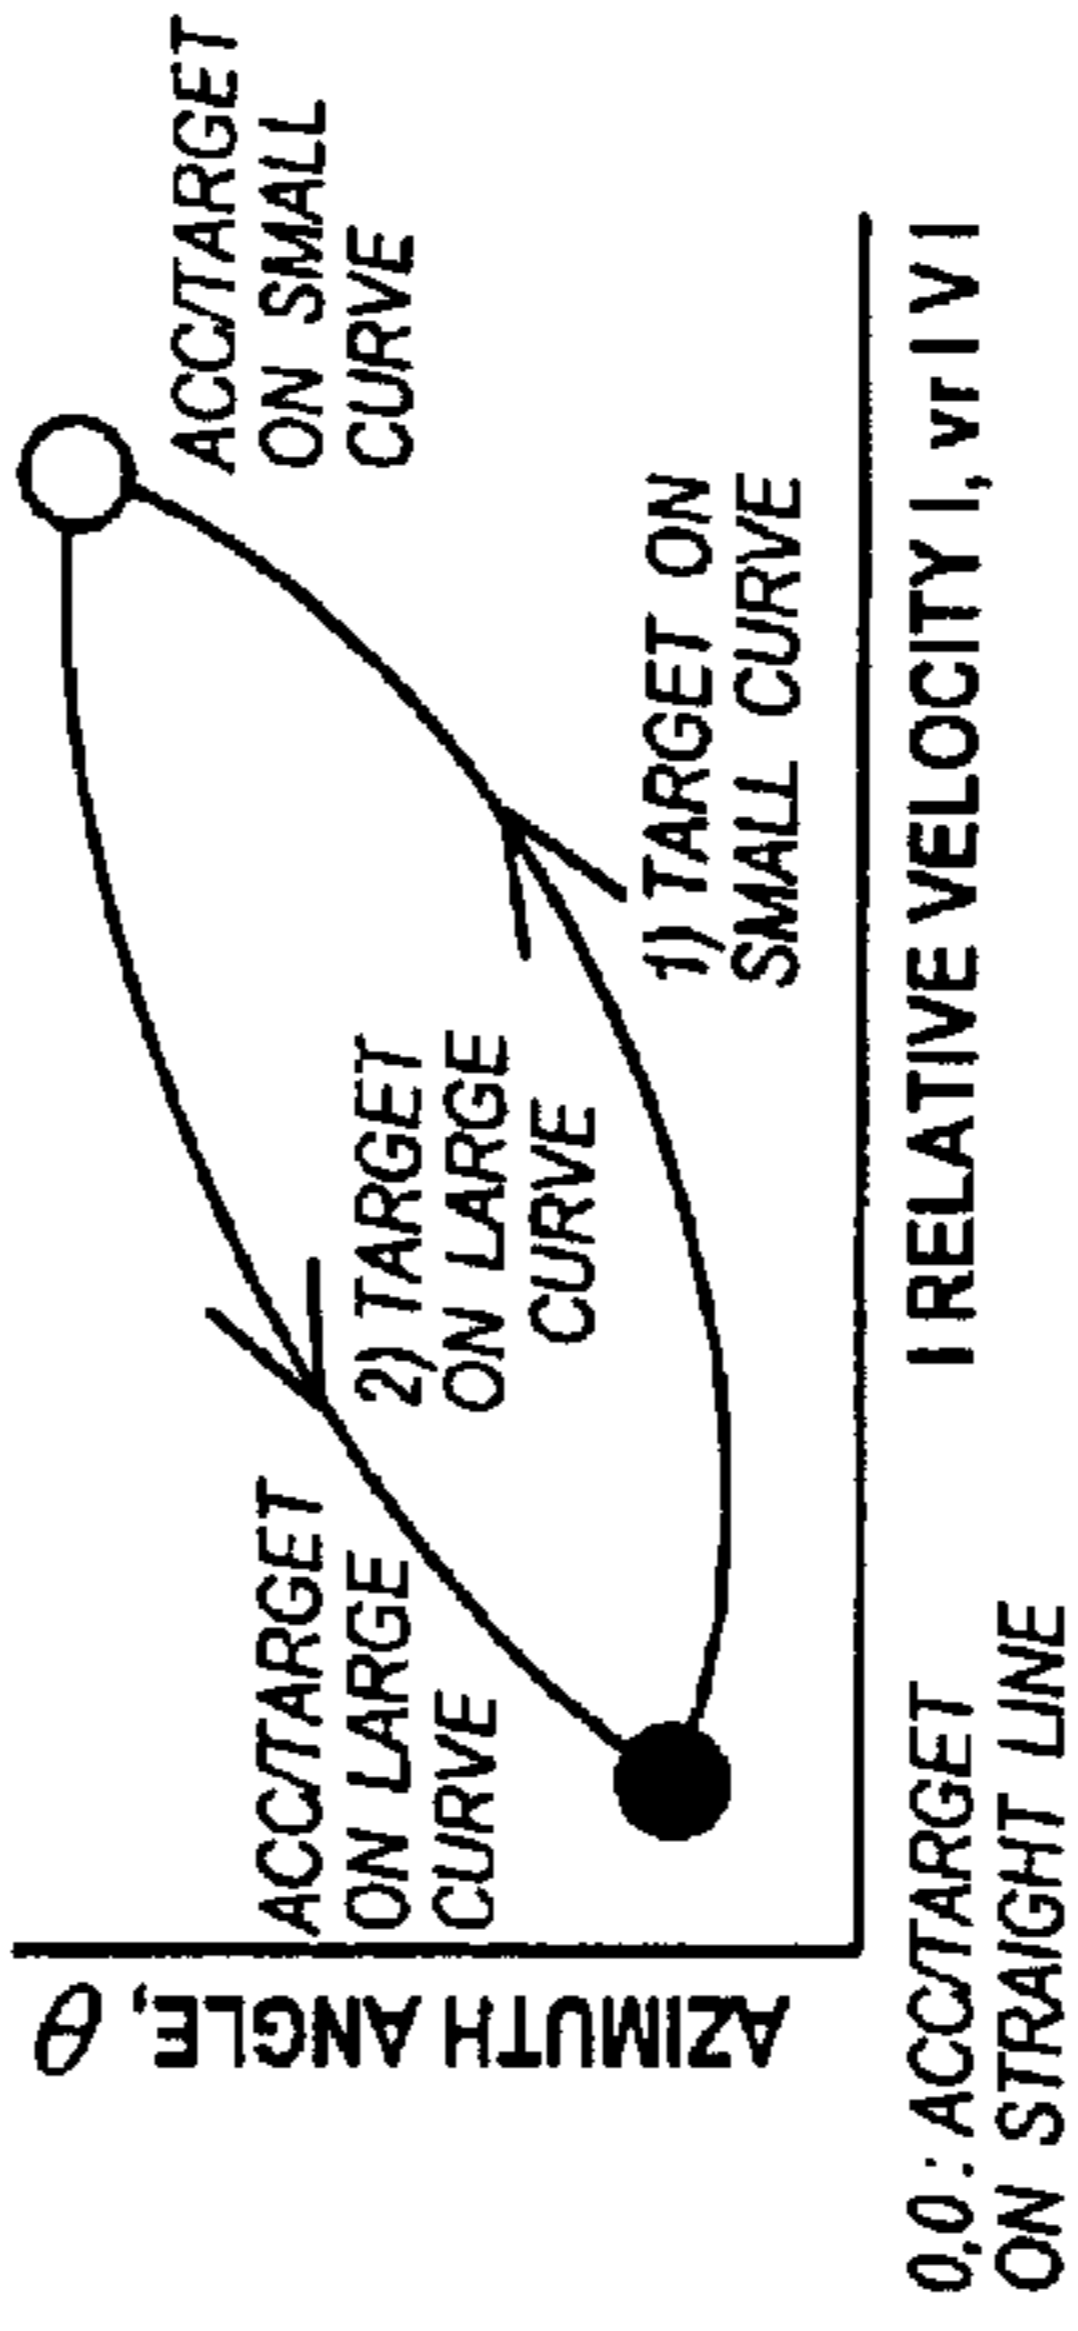 AZIMUTH ANGLE, θ
ACC/TARGET
ON LARGE
CURVE
2) TARGET
ON LARGE
CURVE
ACC/TARGET
ON SMALL
CURVE
1) TARGET ON
SMALL CURVE
0,0 : ACC/TARGET
ON STRAIGHT LINE
I RELATIVE VELOCITY I, vr I V I